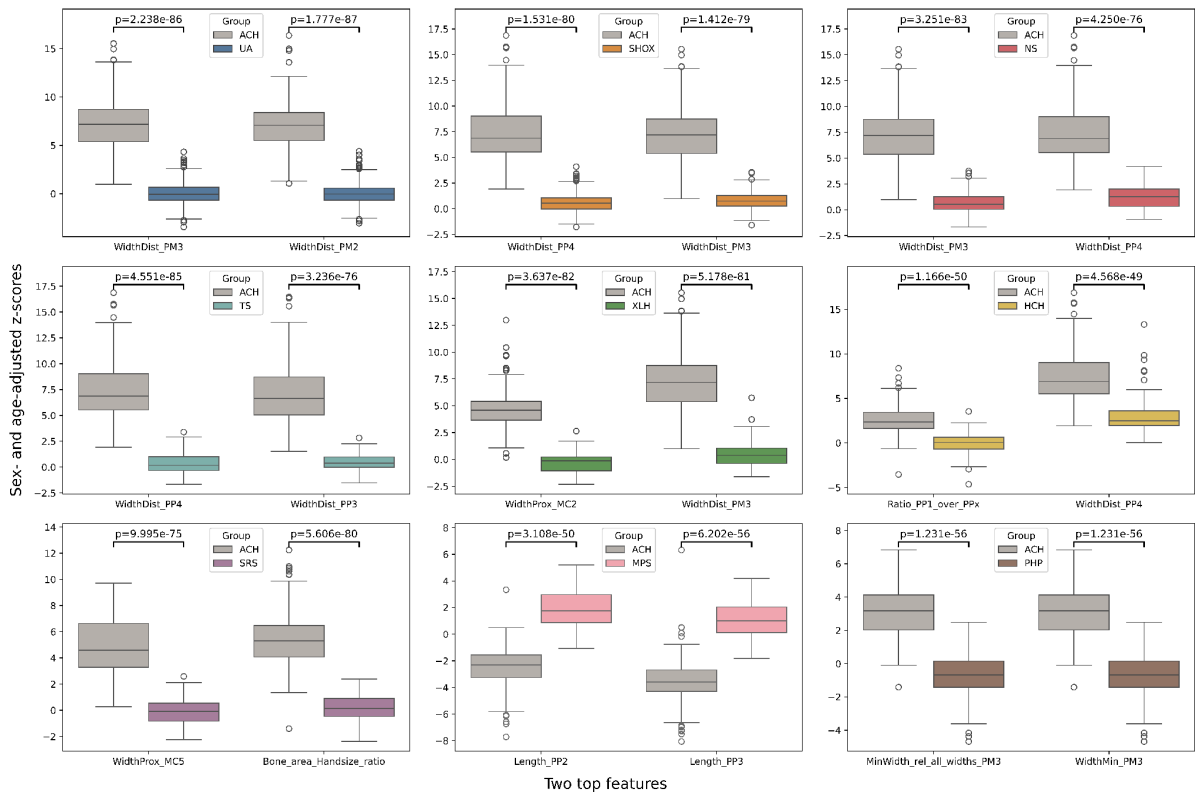 p=2.238e-86
p=1.777e-87
Group
ACH
UA
15
10
5
0
WidthDist_PM3
WidthDist_PM2
p=1.531e-80
p=1.412e-79
Group
ACH
SHOX
17.5
15.0
12.5
10.0
7.5
5.0
2.5
0.0
−2.5
WidthDist_PP4
WidthDist_PM3
p=3.251e-83
p=4.250e-76
Group
ACH
NS
17.5
15.0
12.5
10.0
7.5
5.0
2.5
0.0
−2.5
WidthDist_PM3
WidthDist_PP4
Sex- and age-adjusted z-scores
p=4.551e-85
p=3.236e-76
Group
ACH
TS
17.5
15.0
12.5
10.0
7.5
5.0
2.5
0.0
−2.5
WidthDist_PP4
WidthDist_PP3
p=3.637e-82
p=5.178e-81
Group
ACH
XLH
17.5
15.0
12.5
10.0
7.5
5.0
2.5
0.0
−2.5
WidthProx_MC2
WidthDist_PM3
p=1.166e-50
p=4.568e-49
Group
ACH
HCH
15
10
5
0
−5
Ratio_PP1_over_PPx
WidthDist_PP4
p=9.995e-75
p=5.606e-80
Group
ACH
SRS
14
12
10
8
6
4
2
0
−2
WidthProx_MC5
Bone_area_Handsize_ratio
p=3.108e-50
p=6.202e-56
Group
ACH
MPS
8
6
4
2
0
−2
−4
−6
−8
Length_PP2
Length_PP3
p=1.231e-56
p=1.231e-56
Group
ACH
PHP
8
6
4
2
0
−2
−4
MinWidth_rel_all_widths_PM3
WidthMin_PM3
Two top features